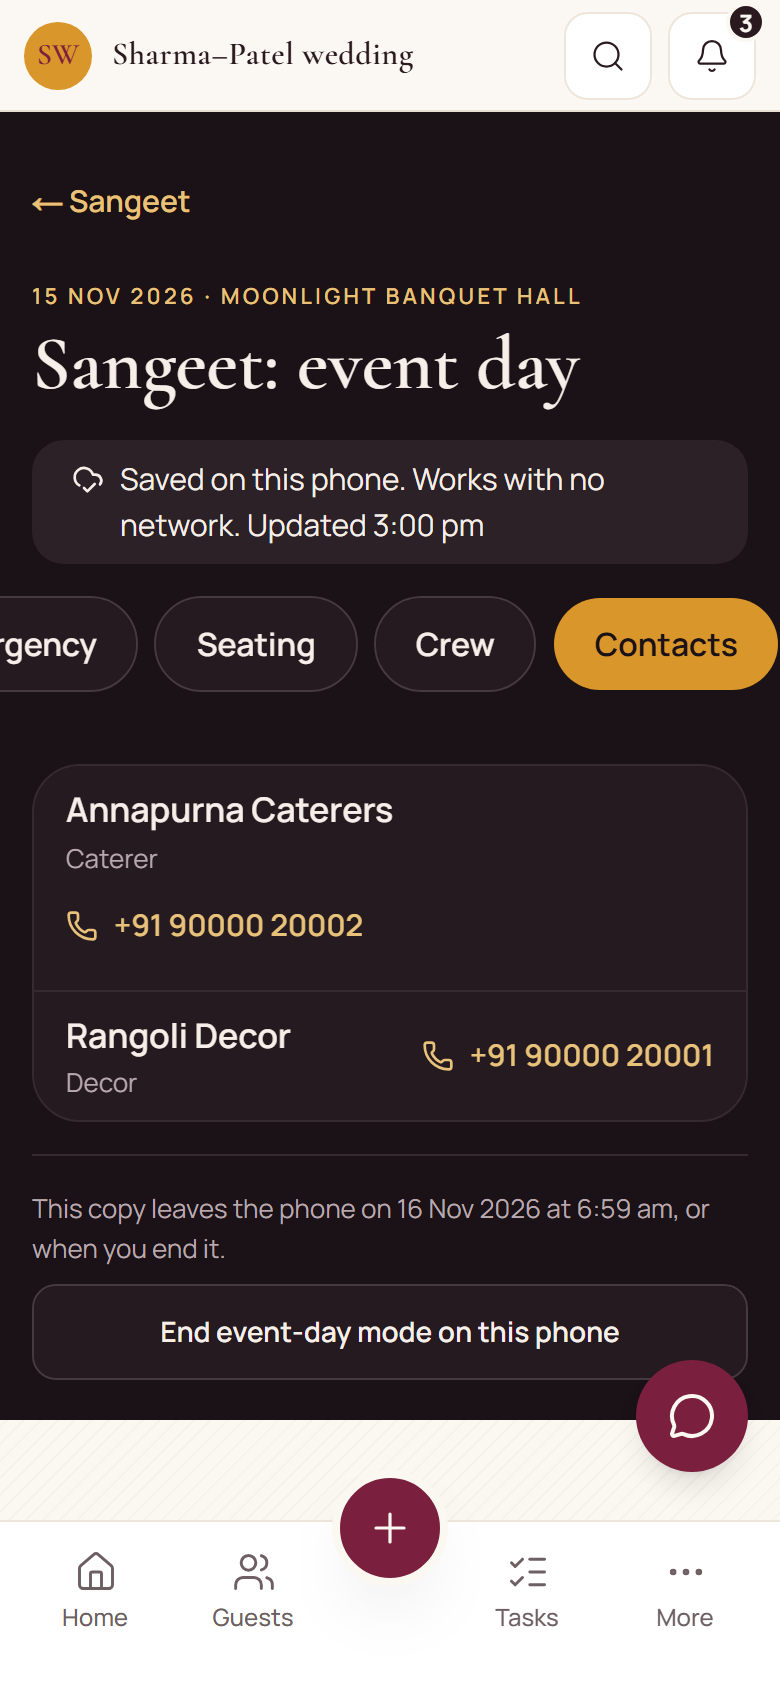 SW Sharma–Patel wedding 3
← Sangeet
15 NOV 2026 · MOONLIGHT BANQUET HALL
Sangeet: event day
Saved on this phone. Works with no
network. Updated 3:00 pm
rgency Seating Crew Contacts
Annapurna Caterers
Caterer
+91 90000 20002
Rangoli Decor
+91 90000 20001
Decor
This copy leaves the phone on 16 Nov 2026 at 6:59 am, or
when you end it.
End event-day mode on this phone
Home Guests Tasks More